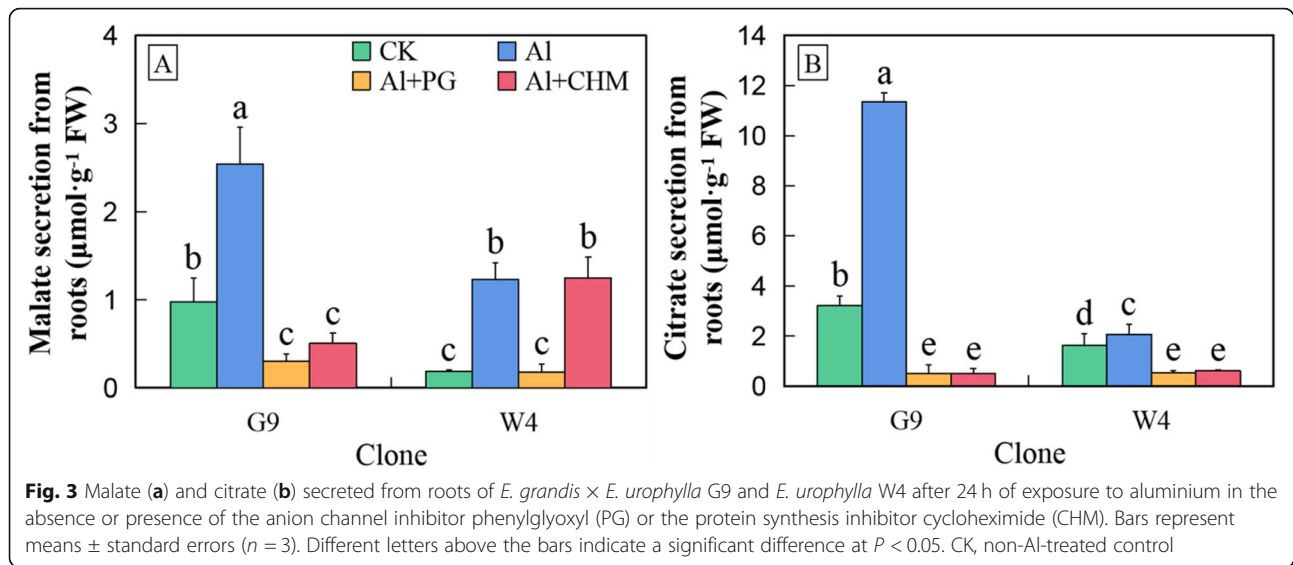 A
CK Al
Al+PG Al+CHM
Malate secretion from
roots (µmol·g⁻¹ FW)
4
3
2
1
0
b a c c
c b c b
G9 W4
Clone
B
Citrate secretion from
roots (µmol·g⁻¹ FW)
14
12
10
8
6
4
2
0
b a e e
d c e e
G9 W4
Clone
Fig. 3 Malate (a) and citrate (b) secreted from roots of E. grandis × E. urophylla G9 and E. urophylla W4 after 24 h of exposure to aluminium in the
absence or presence of the anion channel inhibitor phenylglyoxyl (PG) or the protein synthesis inhibitor cycloheximide (CHM). Bars represent
means ± standard errors (n = 3). Different letters above the bars indicate a significant difference at P < 0.05. CK, non-Al-treated control